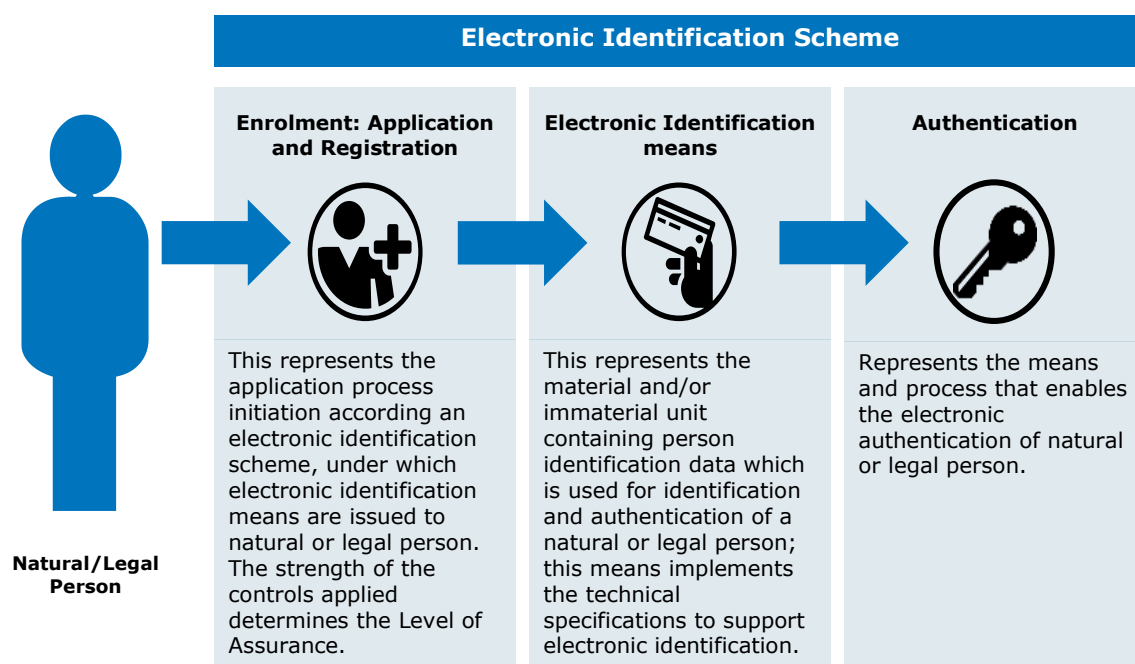 Electronic Identification Scheme
Enrolment: Application
and Registration
This represents the
application process
initiation according an
electronic identification
scheme, under which
electronic identification
means are issued to
natural or legal person.
The strength of the
controls applied
determines the Level of
Assurance.
Electronic Identification
means
This represents the
material and/or
immaterial unit
containing person
identification data which
is used for identification
and authentication of a
natural or legal person;
this means implements
the technical
specifications to support
electronic identification.
Authentication
Represents the means
and process that enables
the electronic
authentication of natural
or legal person.
Natural/Legal
Person